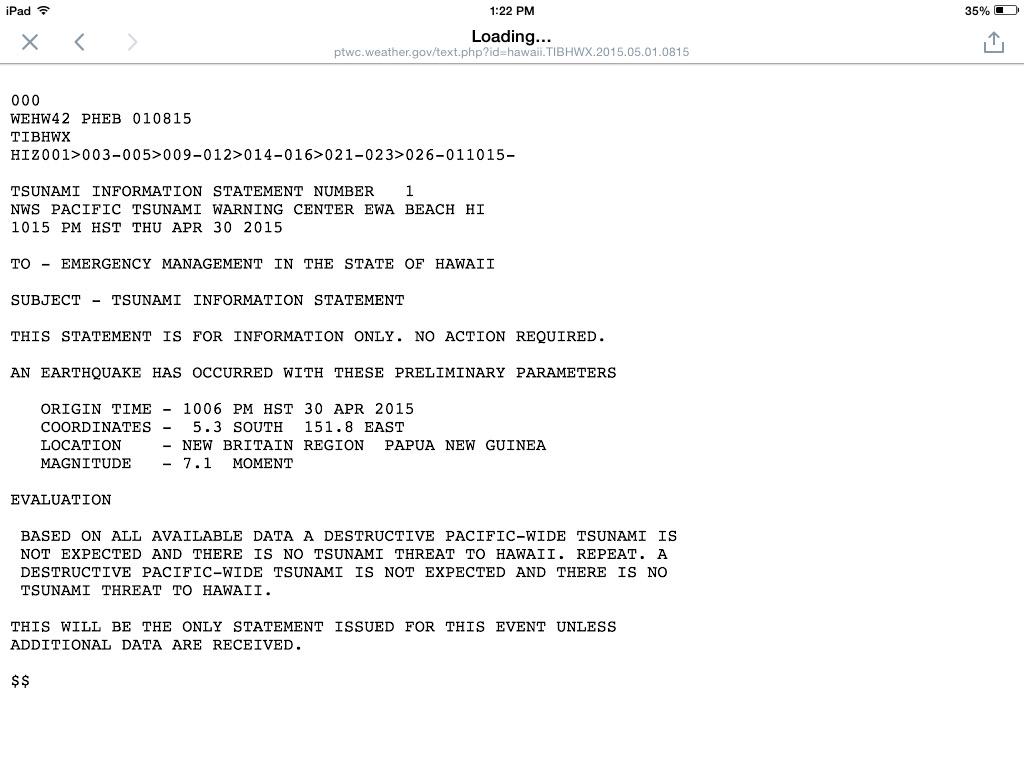 iPad 1:22 PM 35%
Loading...
ptwc.weather.gov/text.php?id=hawaii.TIBHWX.2015.05.01.0815
000
WEHW42 PHEB 010815
TIBHWX
HIZ001>003-005>009-012>014-016>021-023>026-011015-
TSUNAMI INFORMATION STATEMENT NUMBER   1
NWS PACIFIC TSUNAMI WARNING CENTER EWA BEACH HI
1015 PM HST THU APR 30 2015
TO - EMERGENCY MANAGEMENT IN THE STATE OF HAWAII
SUBJECT - TSUNAMI INFORMATION STATEMENT
THIS STATEMENT IS FOR INFORMATION ONLY. NO ACTION REQUIRED.
AN EARTHQUAKE HAS OCCURRED WITH THESE PRELIMINARY PARAMETERS
ORIGIN TIME - 1006 PM HST 30 APR 2015
COORDINATES -  5.3 SOUTH  151.8 EAST
LOCATION    - NEW BRITAIN REGION  PAPUA NEW GUINEA
MAGNITUDE   - 7.1  MOMENT
EVALUATION
BASED ON ALL AVAILABLE DATA A DESTRUCTIVE PACIFIC-WIDE TSUNAMI IS
NOT EXPECTED AND THERE IS NO TSUNAMI THREAT TO HAWAII. REPEAT. A
DESTRUCTIVE PACIFIC-WIDE TSUNAMI IS NOT EXPECTED AND THERE IS NO
TSUNAMI THREAT TO HAWAII.
THIS WILL BE THE ONLY STATEMENT ISSUED FOR THIS EVENT UNLESS
ADDITIONAL DATA ARE RECEIVED.
$$